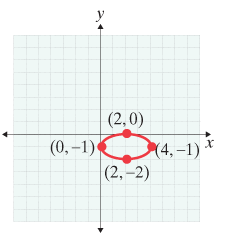 y
(2, 0)
(0, −1)
(4, −1)
x
(2, −2)